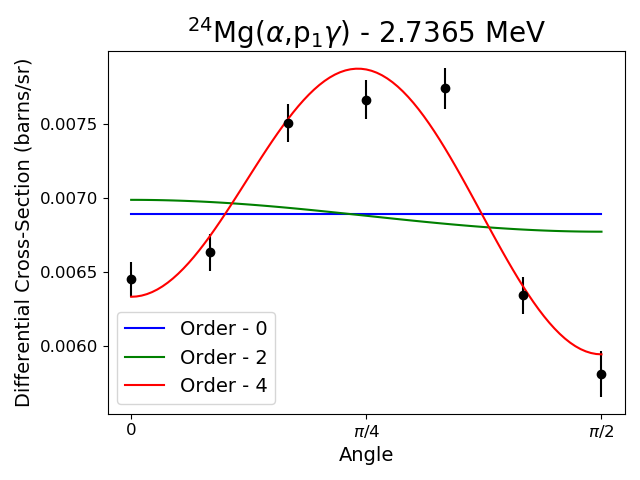 ²⁴Mg(α,p₁γ) - 2.7365 MeV
Differential Cross-Section (barns/sr)
0.0075
0.0070
0.0065
0.0060
Order - 0
Order - 2
Order - 4
0
π/4
π/2
Angle